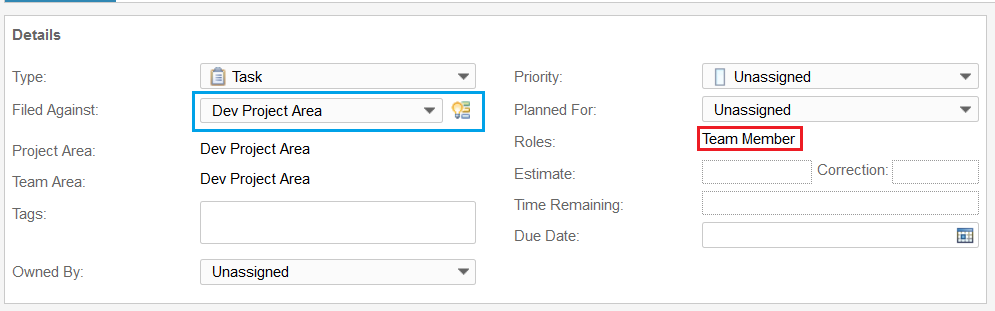 Details
Type: Task
Filed Against: Dev Project Area
Project Area: Dev Project Area
Team Area: Dev Project Area
Tags:
Owned By: Unassigned
Priority: Unassigned
Planned For: Unassigned
Roles: Team Member
Estimate: Correction:
Time Remaining:
Due Date: